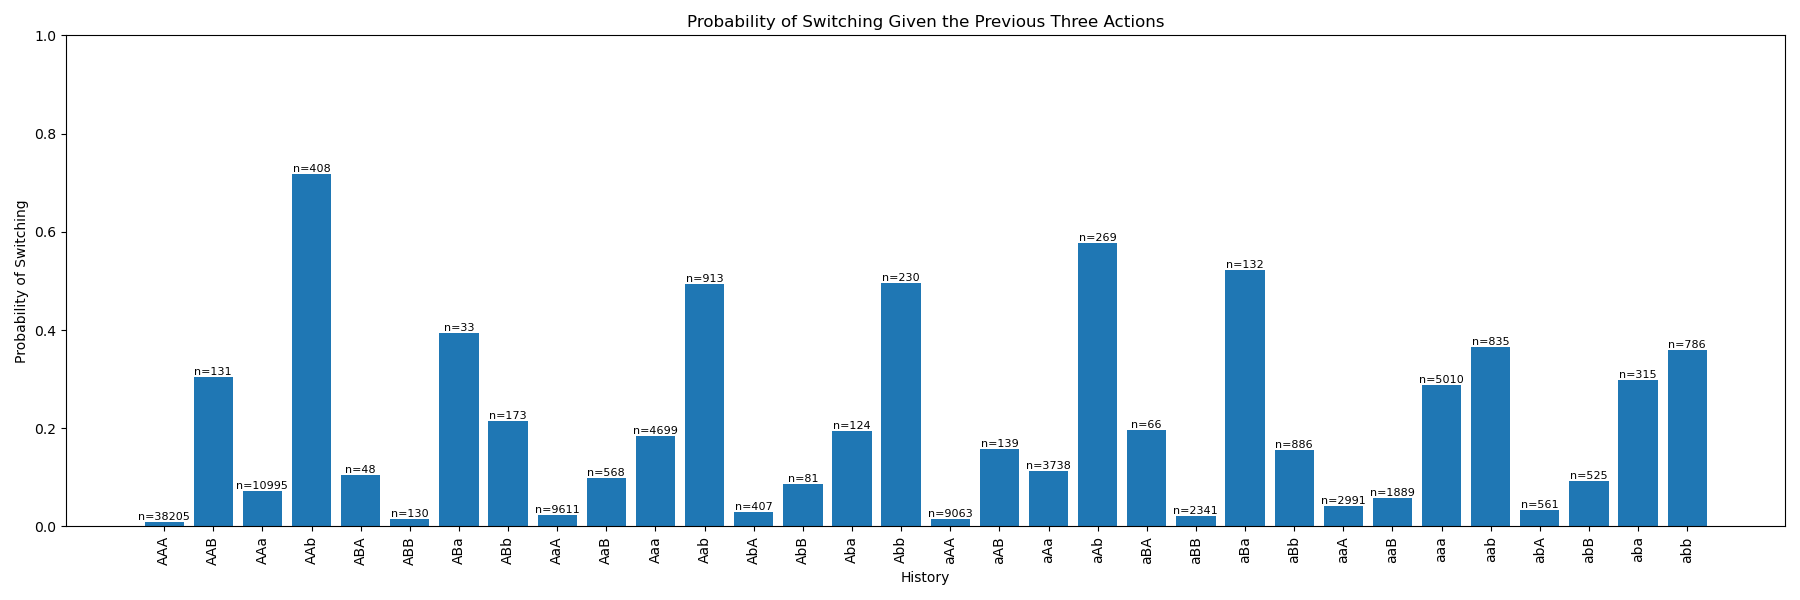 Probability of Switching Given the Previous Three Actions
Probability of Switching
1.0
0.8
0.6
0.4
0.2
0.0
n=38205
n=131
n=10995
n=408
n=48
n=130
n=33
n=173
n=9611
n=568
n=4699
n=913
n=407
n=81
n=124
n=230
n=9063
n=139
n=3738
n=269
n=66
n=2341
n=132
n=886
n=2991
n=1889
n=5010
n=835
n=561
n=525
n=315
n=786
AAA
AAB
AAa
AAb
ABA
ABB
ABa
ABb
AaA
AaB
Aaa
Aab
AbA
AbB
Aba
Abb
aAA
aAB
aAa
aAb
aBA
aBB
aBa
aBb
aaA
aaB
aaa
aab
abA
abB
aba
abb
History